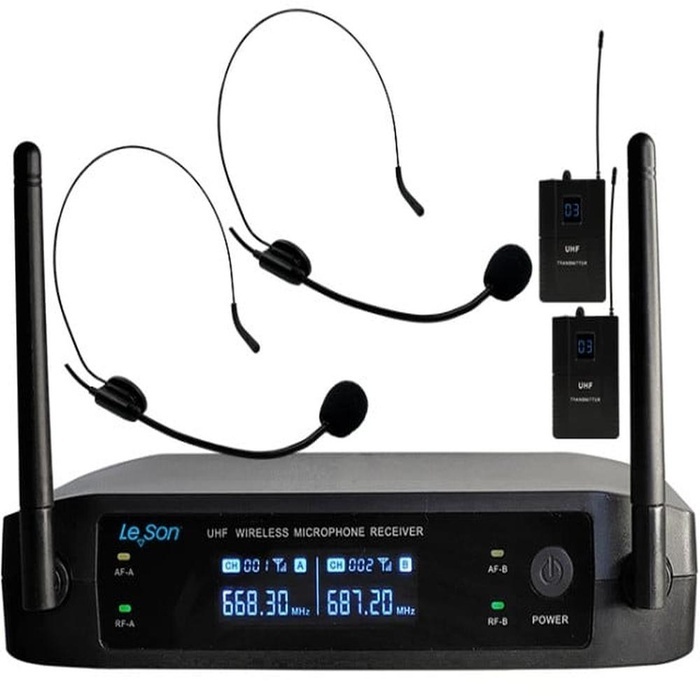 03
UHF
TRANSMITTER
03
UHF
TRANSMITTER
LeSon
UHF WIRELESS MICROPHONE RECEIVER
CH 001 A
CH 002 B
668.30 MHz
687.20 MHz
AF-A
RF-A
AF-B
RF-B
POWER